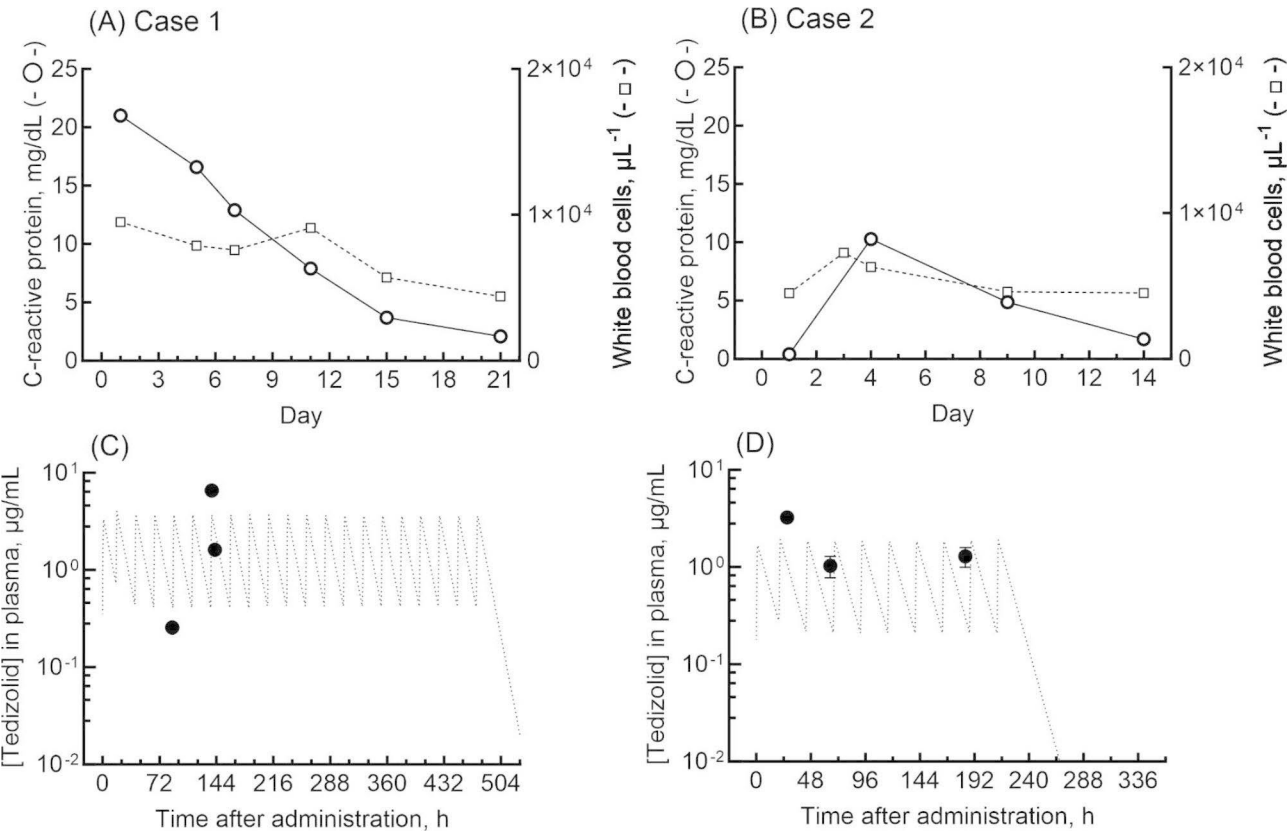 (A) Case 1
C-reactive protein, mg/dL (- ○ -)
25
20
15
10
5
0
2×10⁴
1×10⁴
0
White blood cells, µL⁻¹ (- □ -)
0 3 6 9 12 15 18 21
Day
(B) Case 2
C-reactive protein, mg/dL (- ○ -)
25
20
15
10
5
0
2×10⁴
1×10⁴
0
White blood cells, µL⁻¹ (- □ -)
0 2 4 6 8 10 12 14
Day
(C)
[Tedizolid] in plasma, µg/mL
10¹
10⁰
10⁻¹
10⁻²
0 72 144 216 288 360 432 504
Time after administration, h
(D)
[Tedizolid] in plasma, µg/mL
10¹
10⁰
10⁻¹
10⁻²
0 48 96 144 192 240 288 336
Time after administration, h